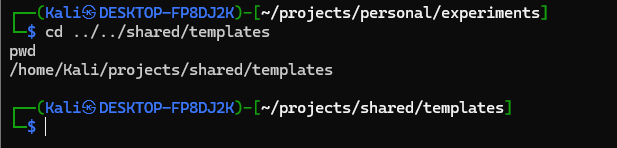 ┌──(Kali㉿DESKTOP-FP8DJ2K)-[~/projects/personal/experiments]
└─$ cd ../../shared/templates
pwd
/home/Kali/projects/shared/templates
┌──(Kali㉿DESKTOP-FP8DJ2K)-[~/projects/shared/templates]
└─$